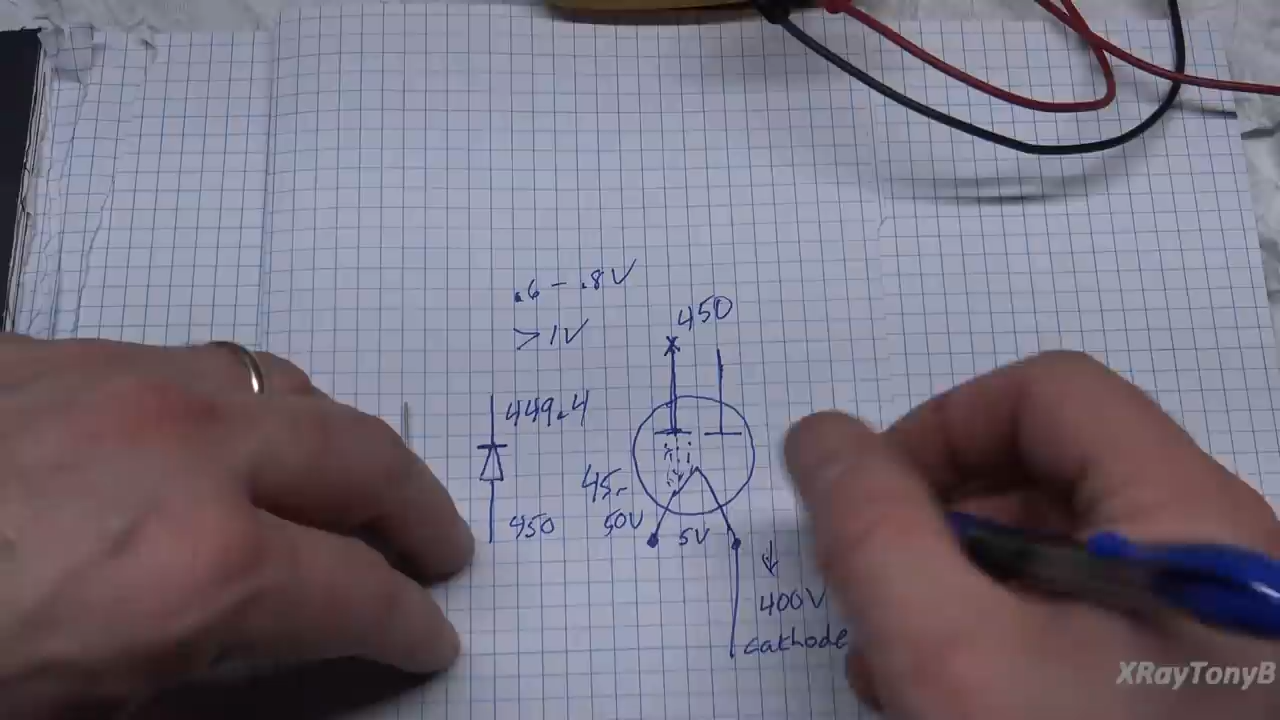 .6 - .8V
> 1V
450
449.4
45-
50V
450
5V
400V
cathode
XRayTonyB